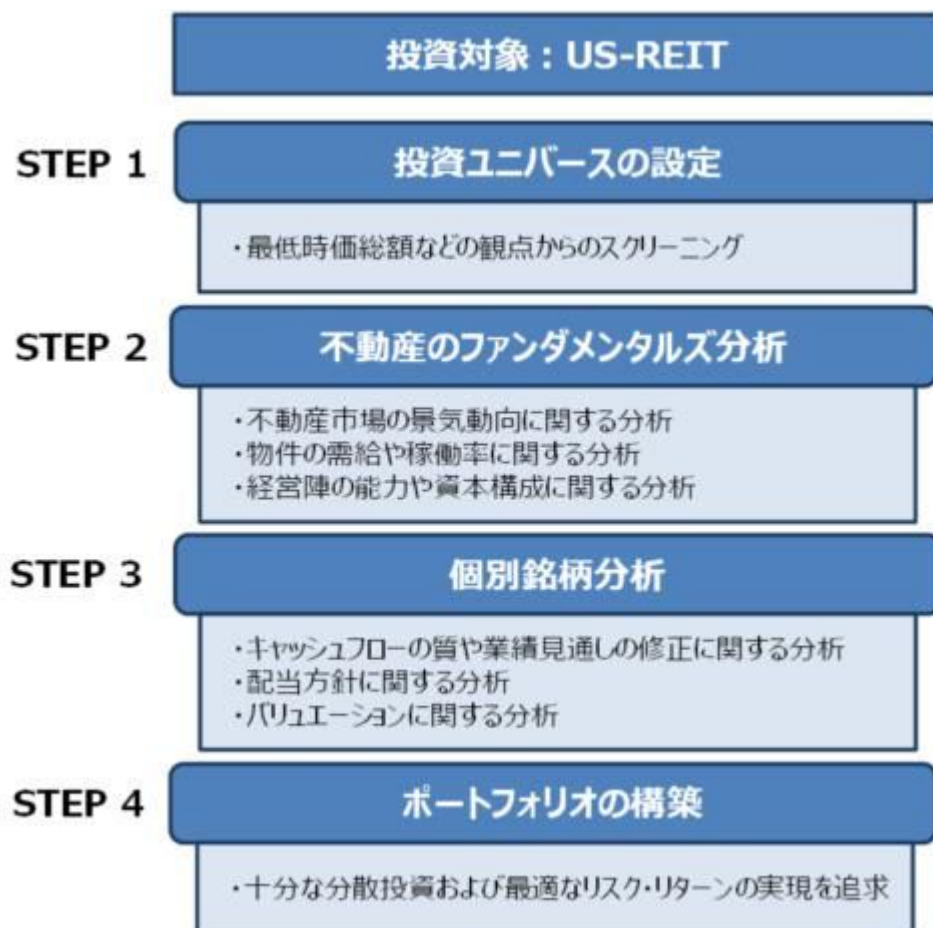 投資対象：US-REIT
STEP 1
投資ユニバースの設定
・最低時価総額などの観点からのスクリーニング
STEP 2
不動産のファンダメンタルズ分析
・不動産市場の景気動向に関する分析
・物件の需給や稼働率に関する分析
・経営陣の能力や資本構成に関する分析
STEP 3
個別銘柄分析
・キャッシュフローの質や業績見通しの修正に関する分析
・配当方針に関する分析
・バリュエーションに関する分析
STEP 4
ポートフォリオの構築
・十分な分散投資および最適なリスク・リターンの実現を追求